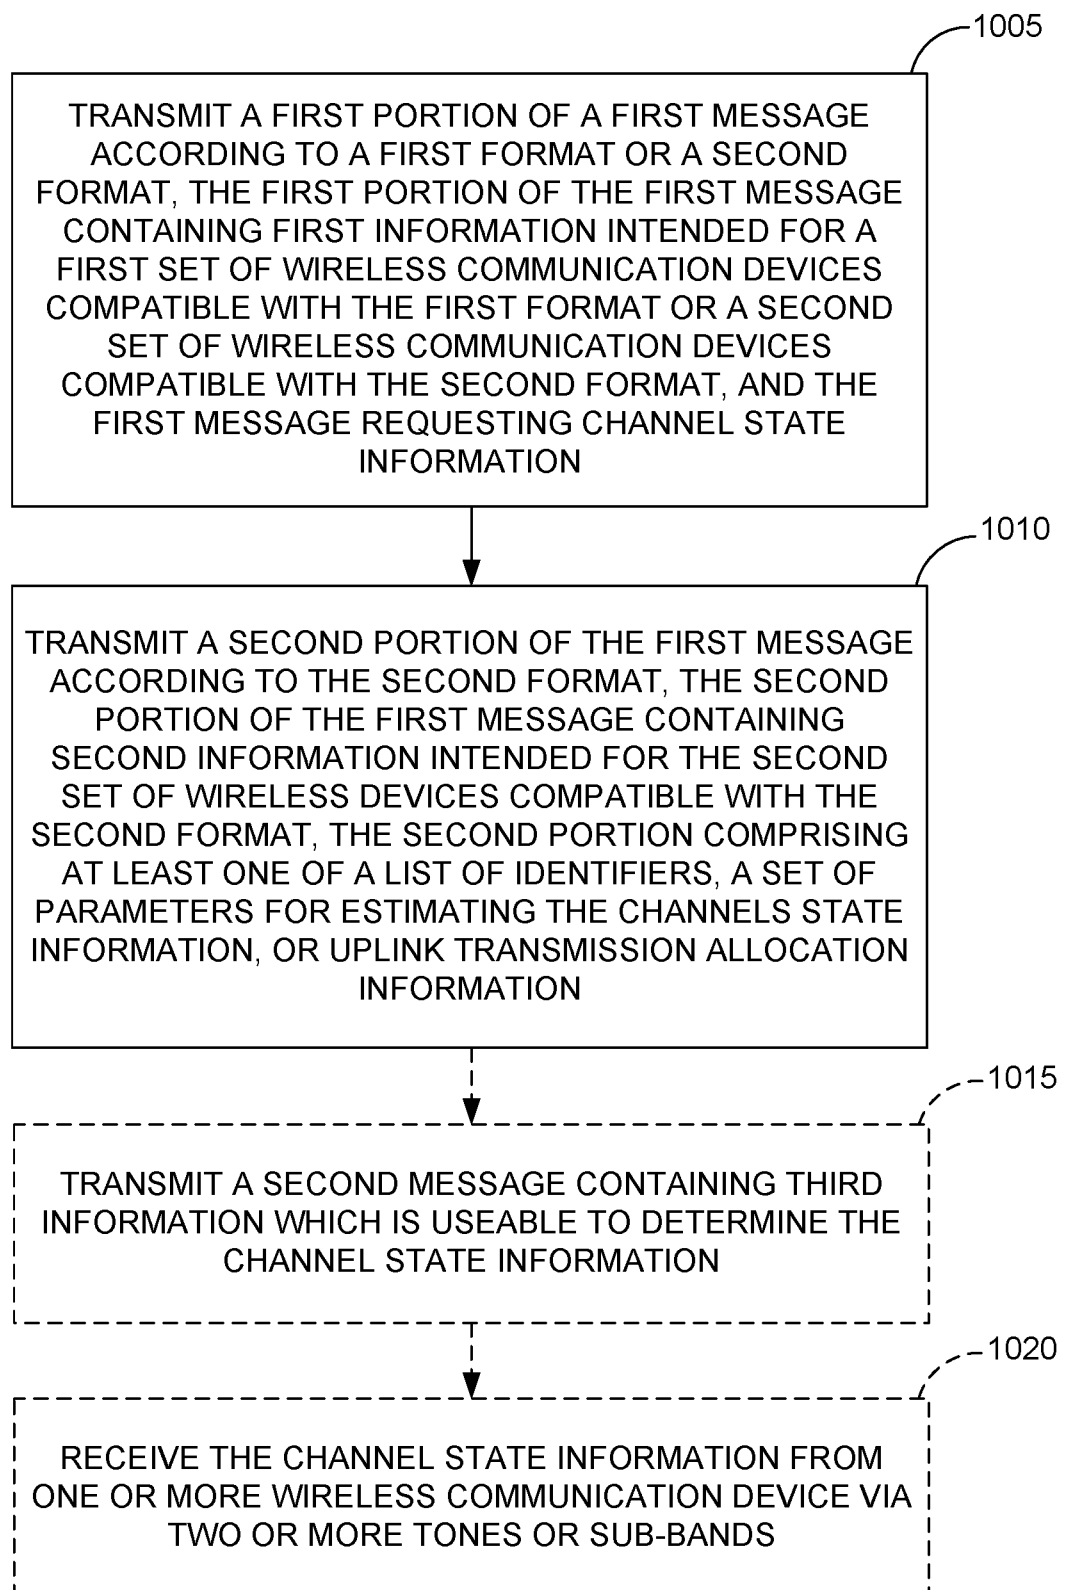 1005
TRANSMIT A FIRST PORTION OF A FIRST MESSAGE
ACCORDING TO A FIRST FORMAT OR A SECOND
FORMAT, THE FIRST PORTION OF THE FIRST MESSAGE
CONTAINING FIRST INFORMATION INTENDED FOR A
FIRST SET OF WIRELESS COMMUNICATION DEVICES
COMPATIBLE WITH THE FIRST FORMAT OR A SECOND
SET OF WIRELESS COMMUNICATION DEVICES
COMPATIBLE WITH THE SECOND FORMAT, AND THE
FIRST MESSAGE REQUESTING CHANNEL STATE
INFORMATION
1010
TRANSMIT A SECOND PORTION OF THE FIRST MESSAGE
ACCORDING TO THE SECOND FORMAT, THE SECOND
PORTION OF THE FIRST MESSAGE CONTAINING
SECOND INFORMATION INTENDED FOR THE SECOND
SET OF WIRELESS DEVICES COMPATIBLE WITH THE
SECOND FORMAT, THE SECOND PORTION COMPRISING
AT LEAST ONE OF A LIST OF IDENTIFIERS, A SET OF
PARAMETERS FOR ESTIMATING THE CHANNELS STATE
INFORMATION, OR UPLINK TRANSMISSION ALLOCATION
INFORMATION
1015
TRANSMIT A SECOND MESSAGE CONTAINING THIRD
INFORMATION WHICH IS USEABLE TO DETERMINE THE
CHANNEL STATE INFORMATION
1020
RECEIVE THE CHANNEL STATE INFORMATION FROM
ONE OR MORE WIRELESS COMMUNICATION DEVICE VIA
TWO OR MORE TONES OR SUB-BANDS